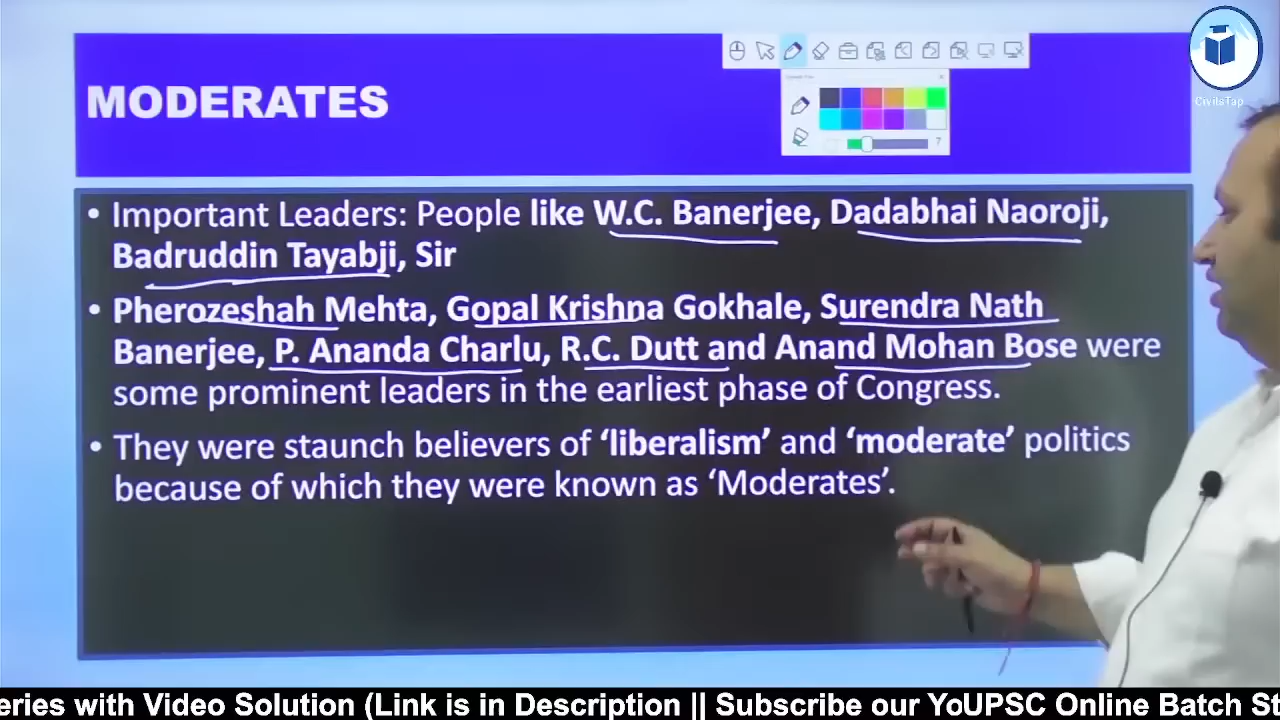 CivilsTap
MODERATES
• Important Leaders: People like W.C. Banerjee, Dadabhai Naoroji,
Badruddin Tayabji, Sir
• Pherozeshah Mehta, Gopal Krishna Gokhale, Surendra Nath
Banerjee, P. Ananda Charlu, R.C. Dutt and Anand Mohan Bose were
some prominent leaders in the earliest phase of Congress.
• They were staunch believers of ‘liberalism’ and ‘moderate’ politics
because of which they were known as ‘Moderates’.
eries with Video Solution (Link is in Description || Subscribe our YoUPSC Online Batch St